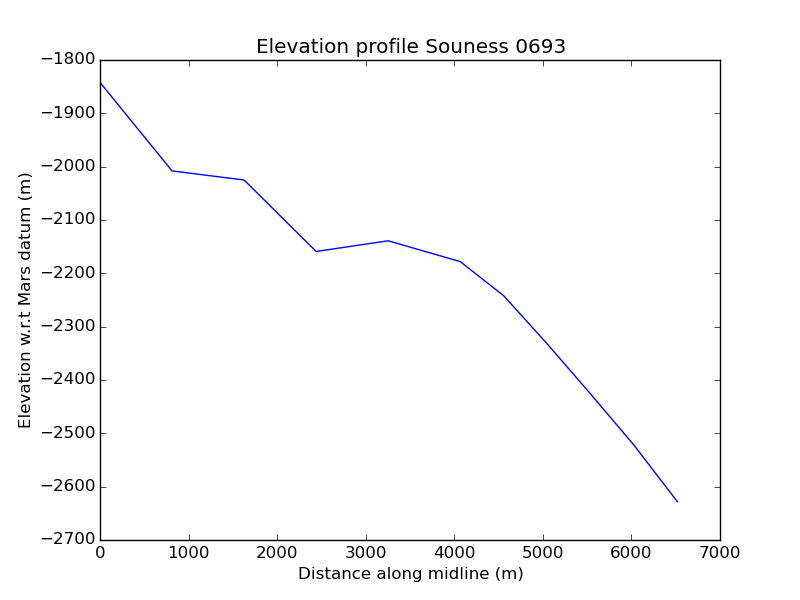 Elevation profile Souness 0693
Elevation w.r.t Mars datum (m)
−1800
−1900
−2000
−2100
−2200
−2300
−2400
−2500
−2600
−2700
0 1000 2000 3000 4000 5000 6000 7000
Distance along midline (m)